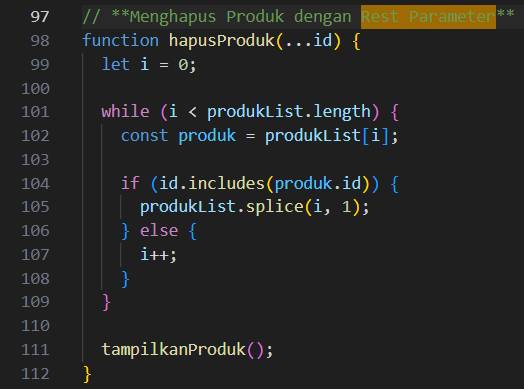 97 // **Menghapus Produk dengan Rest Parameter**
98 function hapusProduk(...id) {
99   let i = 0;
100
101   while (i < produkList.length) {
102     const produk = produkList[i];
103
104     if (id.includes(produk.id)) {
105       produkList.splice(i, 1);
106     } else {
107       i++;
108     }
109   }
110
111   tampilkanProduk();
112 }